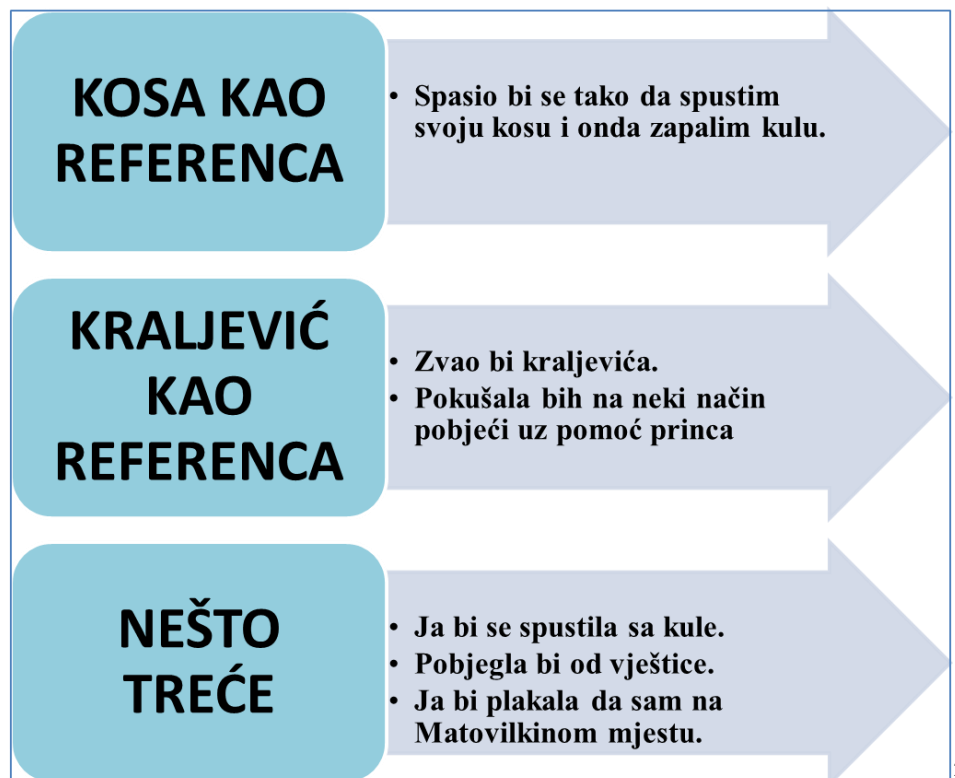 KOSA KAO
REFERENCA
• Spasio bi se tako da spustim
svoju kosu i onda zapalim kulu.
KRALJEVIĆ
KAO
REFERENCA
• Zvao bi kraljevića.
• Pokušala bih na neki način
pobjeći uz pomoć princa
NEŠTO
TREĆE
• Ja bi se spustila sa kule.
• Pobjegla bi od vještice.
• Ja bi plakala da sam na
Matovilkinom mjestu.